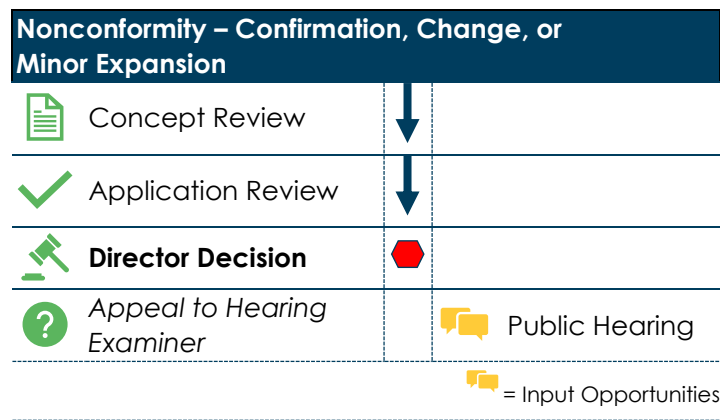 Nonconformity – Confirmation, Change, or
Minor Expansion
Concept Review
Application Review
Director Decision
Appeal to Hearing
Examiner
Public Hearing
= Input Opportunities